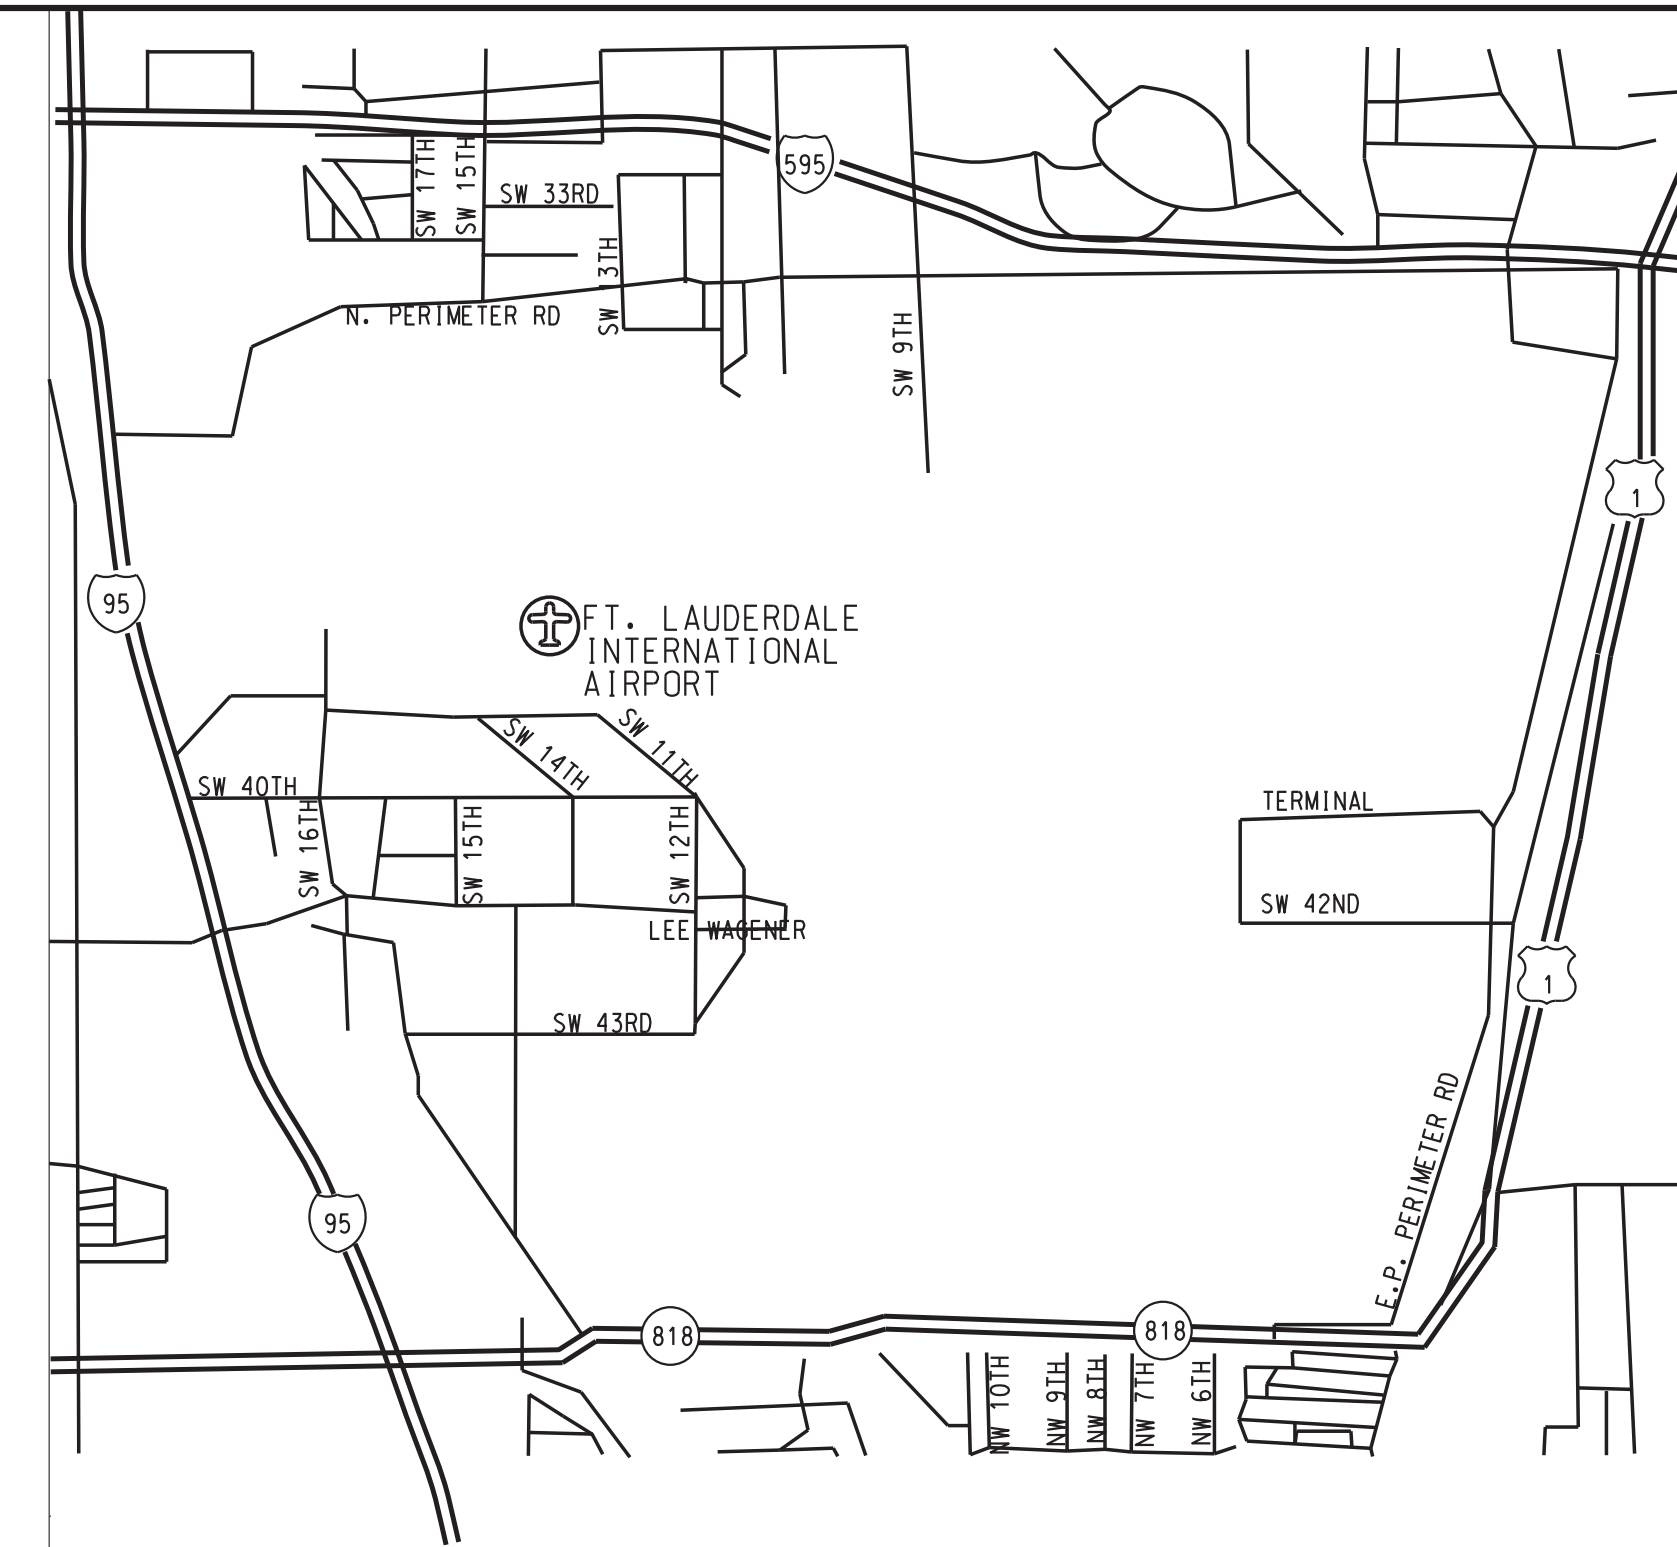 SW 17TH
SW 15TH
595
SW 33RD
SW 13TH
N. PERIMETER RD
SW 9TH
1
95
FT. LAUDERDALE
INTERNATIONAL
AIRPORT
SW 14TH
SW 11TH
SW 40TH
TERMINAL
SW 16TH
SW 15TH
SW 12TH
SW 42ND
LEE WAGENER
1
SW 43RD
E.P. PERIMETER RD
95
818
818
NW 10TH
NW 9TH
NW 8TH
NW 7TH
NW 6TH